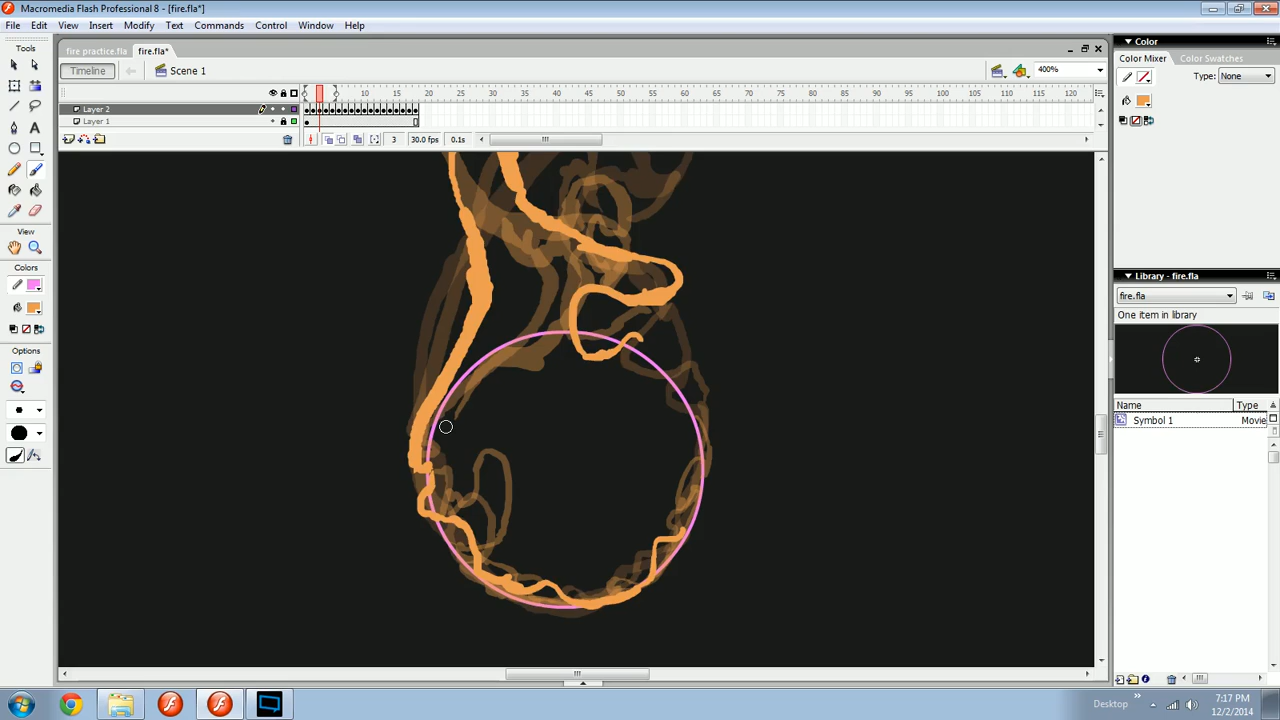 Macromedia Flash Professional 8 - [fire.fla*]
File Edit View Insert Modify Text Commands Control Window Help
Tools
fire practice.fla fire.fla*
Timeline Scene 1 400%
1 5 10 15 20 25 30 35 40 45 50 55 60 65 70 75 80 85 90 95 100 105 110 115 120
Layer 2
Layer 1
3 30.0 fps 0.1s
View
Colors
Options
Color
Color Mixer Color Swatches
Type: None
Library - fire.fla
fire.fla
One item in library
Name Type
Symbol 1 Movie
Desktop
7:17 PM
12/2/2014